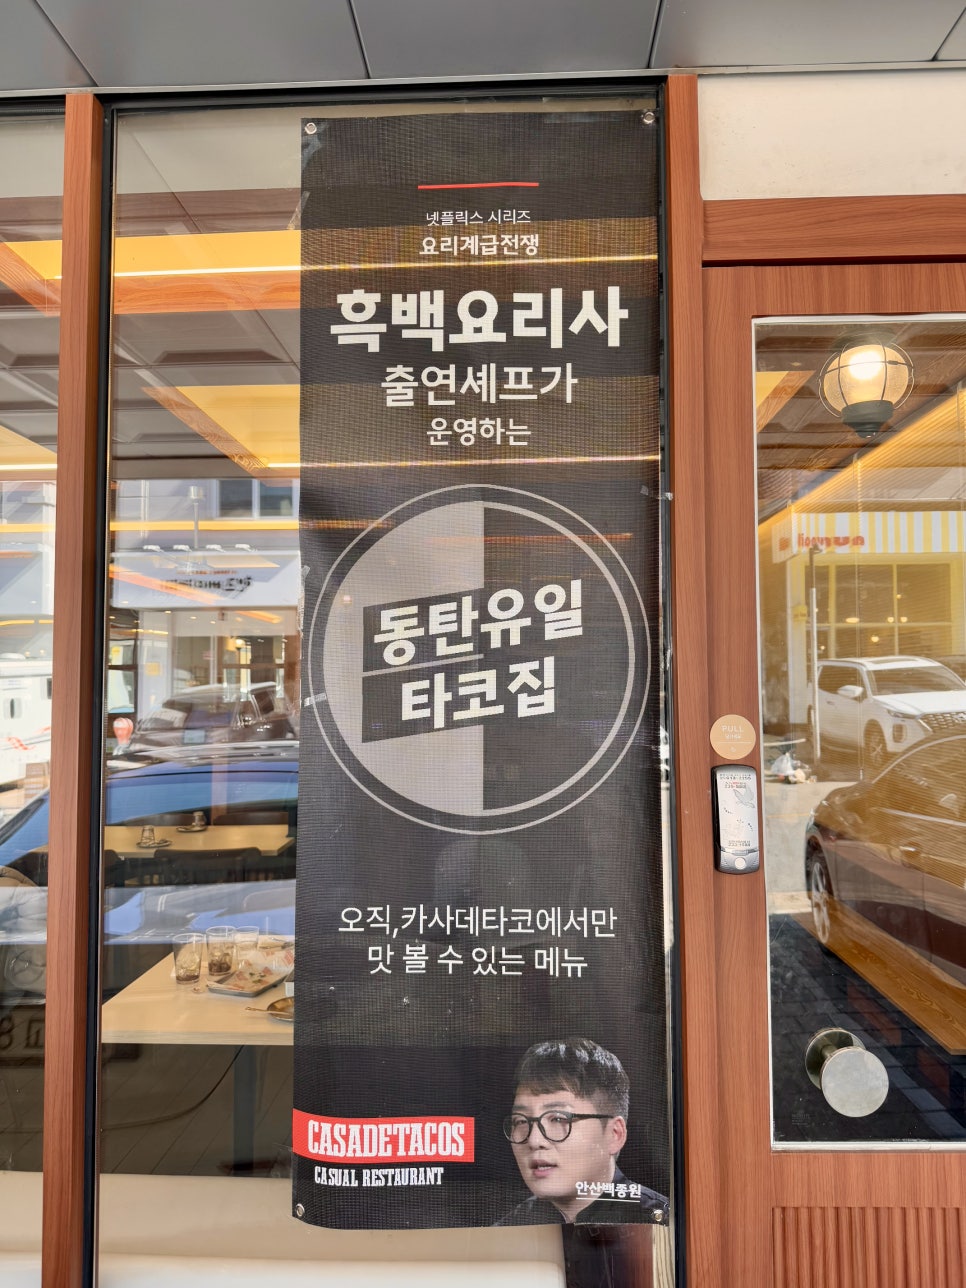 넷플릭스 시리즈
요리계급전쟁
흑백요리사
출연셰프가
운영하는
동탄유일
타코집
오직,카사데타코에서만
맛 볼 수 있는 메뉴
CASADETACOS
CASUAL RESTAURANT
안산백종원
PULL